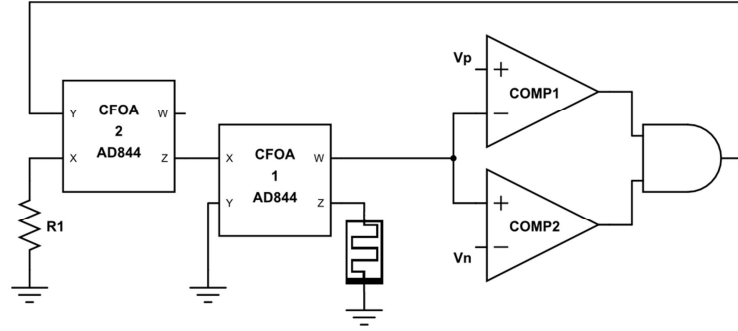 Vp
+
COMP1
−
Y
CFOA
2
AD844
W
X
Z
R1
X
CFOA
1
AD844
W
Y
Z
+
COMP2
Vn
−